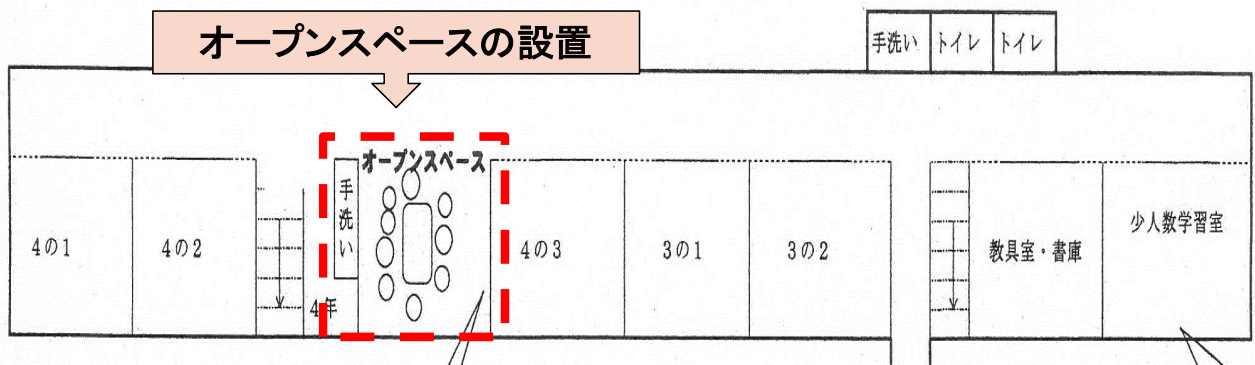 オープンスペースの設置
手洗い
トイレ
トイレ
オープンスペース
手洗い
4の1
4の2
4年
4の3
3の1
3の2
教具室・書庫
少人数学習室